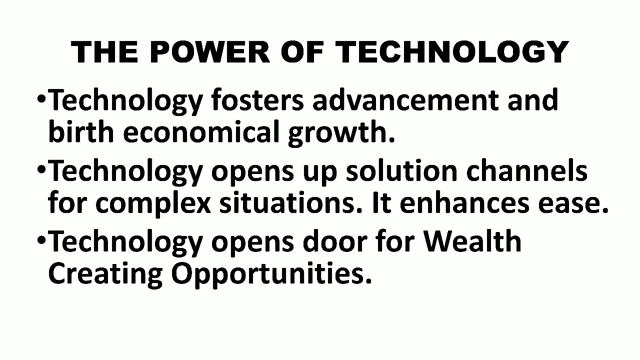 THE POWER OF TECHNOLOGY
•Technology fosters advancement and
birth economical growth.
•Technology opens up solution channels
for complex situations. It enhances ease.
•Technology opens door for Wealth
Creating Opportunities.